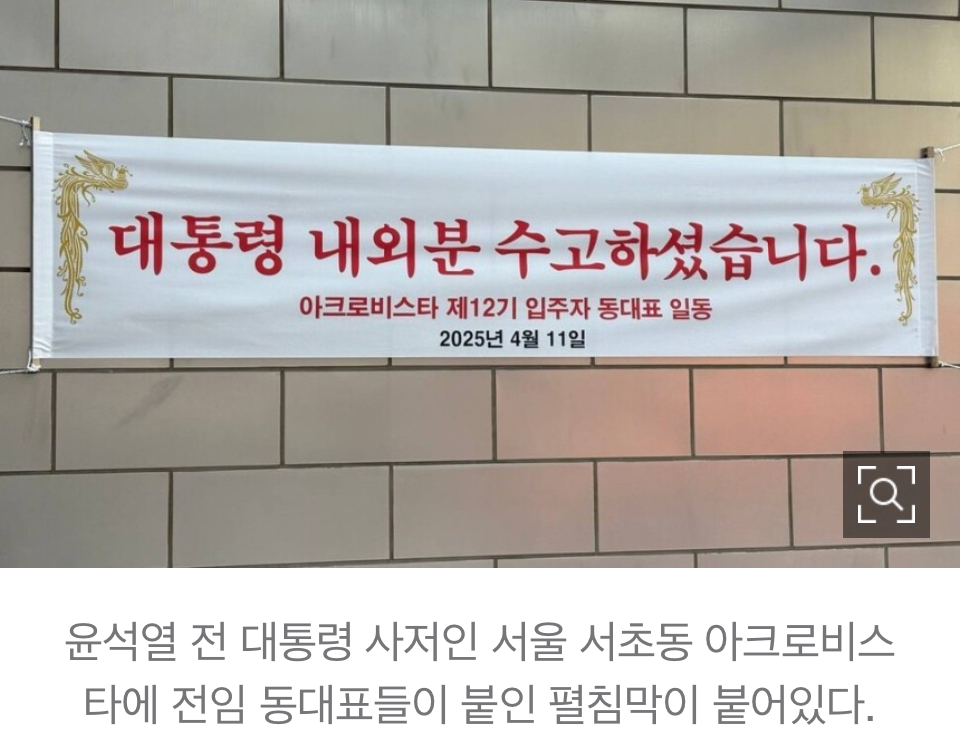 대통령 내외분 수고하셨습니다.
아크로비스타 제12기 입주자 동대표 일동
2025년 4월 11일
윤석열 전 대통령 사저인 서울 서초동 아크로비스
타에 전임 동대표들이 붙인 펼침막이 붙어있다.